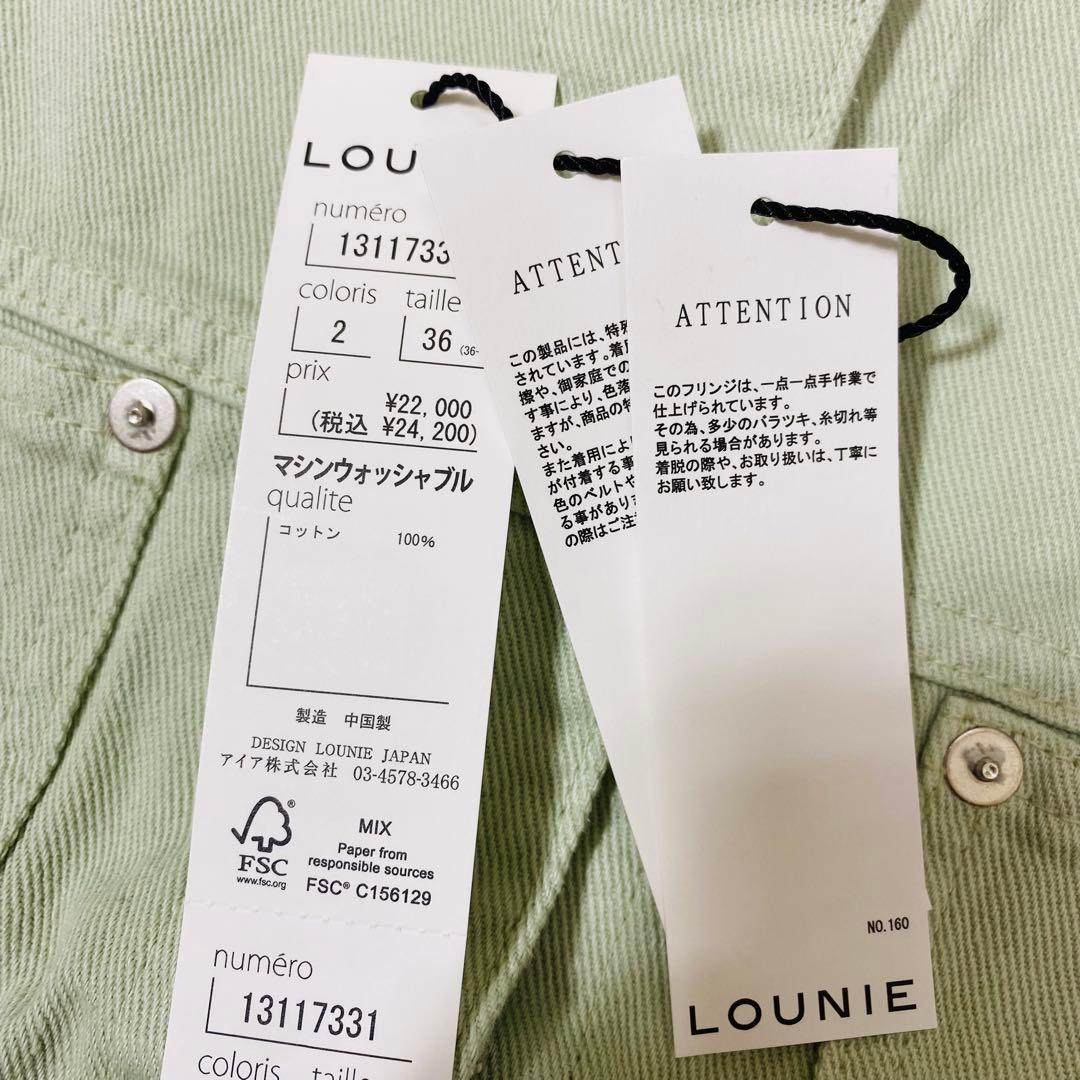 LOU
numéro
1311733
coloris taille
2 36 (36-
prix
¥22,000
(税込 ¥24,200)
マシンウォッシャブル
qualite
コットン 100%
製造 中国製
DESIGN LOUNIE JAPAN
アイア株式会社 03-4578-3466
FSC®
www.fsc.org
MIX
Paper from
responsible sources
FSC® C156129
numéro
13117331
coloris taill
ATTENT
この製品には、特殊
されています。着用
擦や、御家庭での
す事により、色落
ますが、商品の特
さい。
また着用により
が付着する事
色のベルトや
る事があります
の際はご注
ATTENTION
このフリンジは、一点一点手作業で
仕上げられています。
その為、多少のバラツキ、糸切れ等
見られる場合があります。
着脱の際や、お取り扱いは、丁寧に
お願い致します。
NO.160
LOUNIE